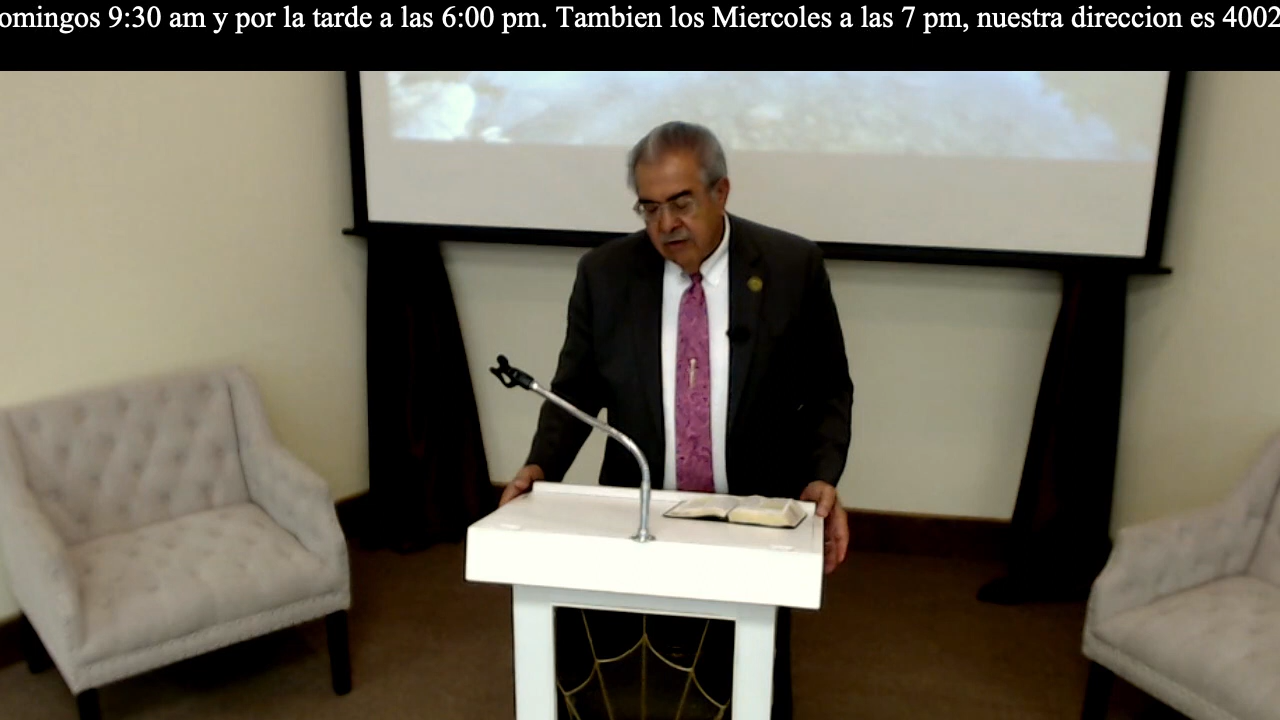 omingos 9:30 am y por la tarde a las 6:00 pm. Tambien los Miercoles a las 7 pm, nuestra direccion es 4002